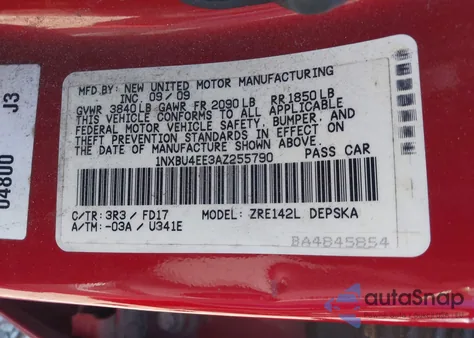 MFD BY: NEW UNITED MOTOR MANUFACTURING
INC 09/09
GVWR 3840LB GAWR FR 2090LB RR1850LB
THIS VEHICLE CONFORMS TO ALL APPLICABLE
FEDERAL MOTOR VEHICLE SAFETY, BUMPER, AND
THEFT PREVENTION STANDARDS IN EFFECT ON
THE DATE OF MANUFACTURE SHOWN ABOVE.
1NXBU4EE3AZ255790 PASS CAR
C/TR: 3R3 / FD17 MODEL: ZRE142L DEPSKA
A/TM: -03A / U341E
BA4845854
04800 J3
autoSnap